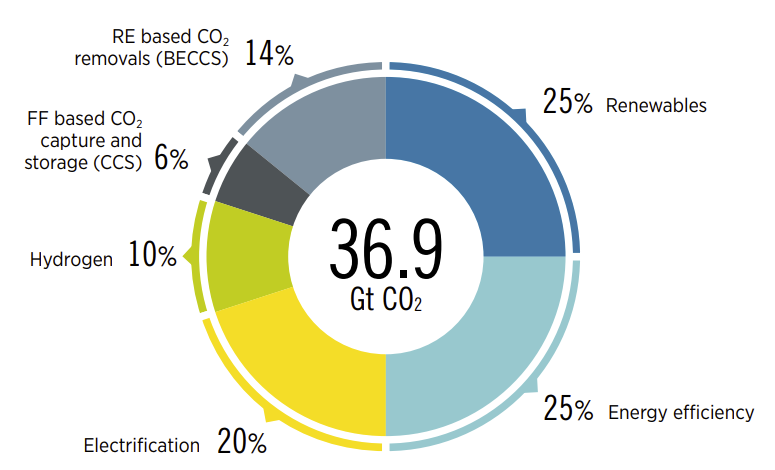 RE based CO₂
removals (BECCS) 14%
25% Renewables
FF based CO₂
capture and
storage (CCS) 6%
36.9
Gt CO₂
Hydrogen 10%
25% Energy efficiency
Electrification 20%